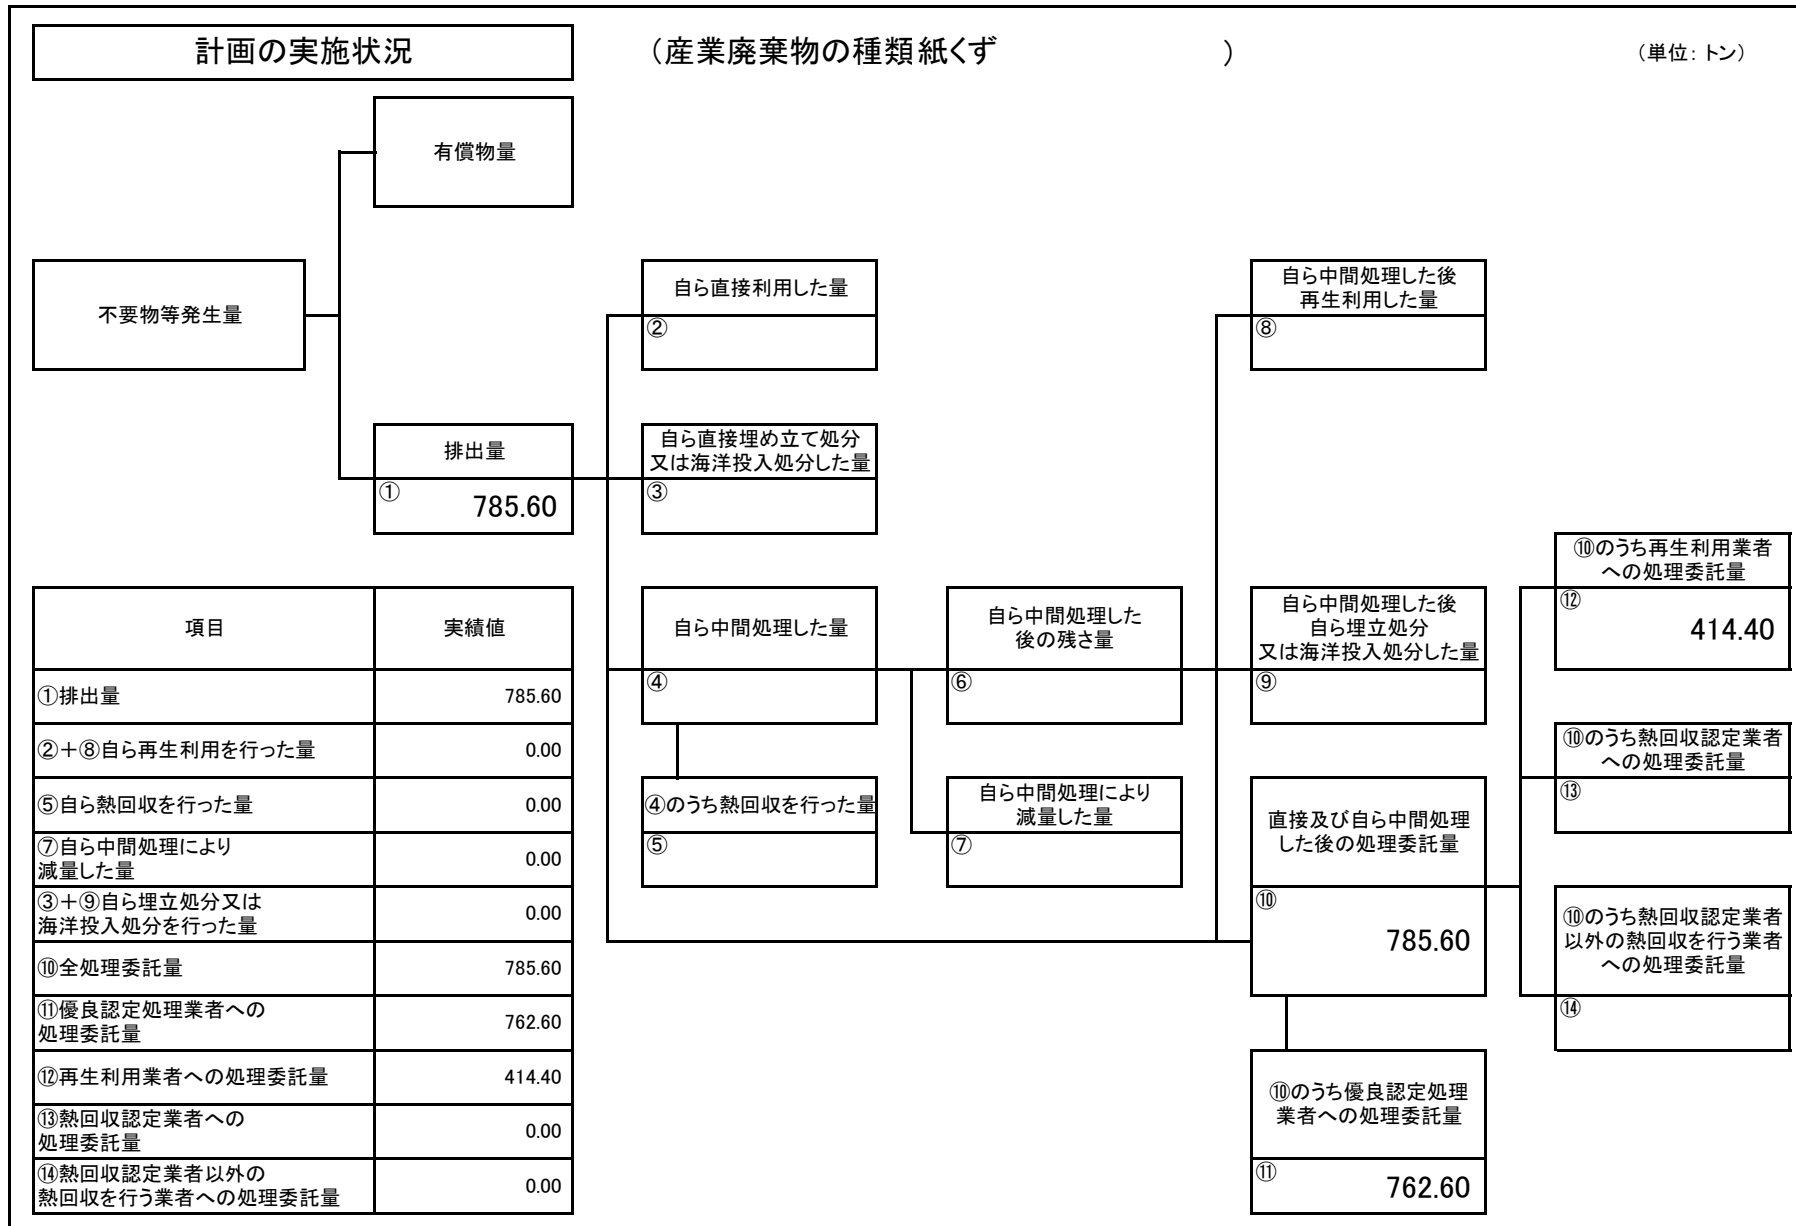 計画の実施状況
（産業廃棄物の種類紙くず　　　　　　　　）
（単位：トン）
有償物量
不要物等発生量
自ら直接利用した量
②
自ら中間処理した後
再生利用した量
⑧
排出量
① 785.60
自ら直接埋め立て処分
又は海洋投入処分した量
③
⑩のうち再生利用業者
への処理委託量
⑫
414.40
自ら中間処理した量
④
自ら中間処理した
後の残さ量
⑥
自ら中間処理した後
自ら埋立処分
又は海洋投入処分した量
⑨
⑩のうち熱回収認定業者
への処理委託量
⑬
④のうち熱回収を行った量
⑤
自ら中間処理により
減量した量
⑦
直接及び自ら中間処理
した後の処理委託量
⑩
785.60
⑩のうち熱回収認定業者
以外の熱回収を行う業者
への処理委託量
⑭
⑩のうち優良認定処理
業者への処理委託量
⑪
762.60
項目 実績値
①排出量 785.60
②＋⑧自ら再生利用を行った量 0.00
⑤自ら熱回収を行った量 0.00
⑦自ら中間処理により
減量した量 0.00
③＋⑨自ら埋立処分又は
海洋投入処分を行った量 0.00
⑩全処理委託量 785.60
⑪優良認定処理業者への
処理委託量 762.60
⑫再生利用業者への処理委託量 414.40
⑬熱回収認定業者への
処理委託量 0.00
⑭熱回収認定業者以外の
熱回収を行う業者への処理委託量 0.00